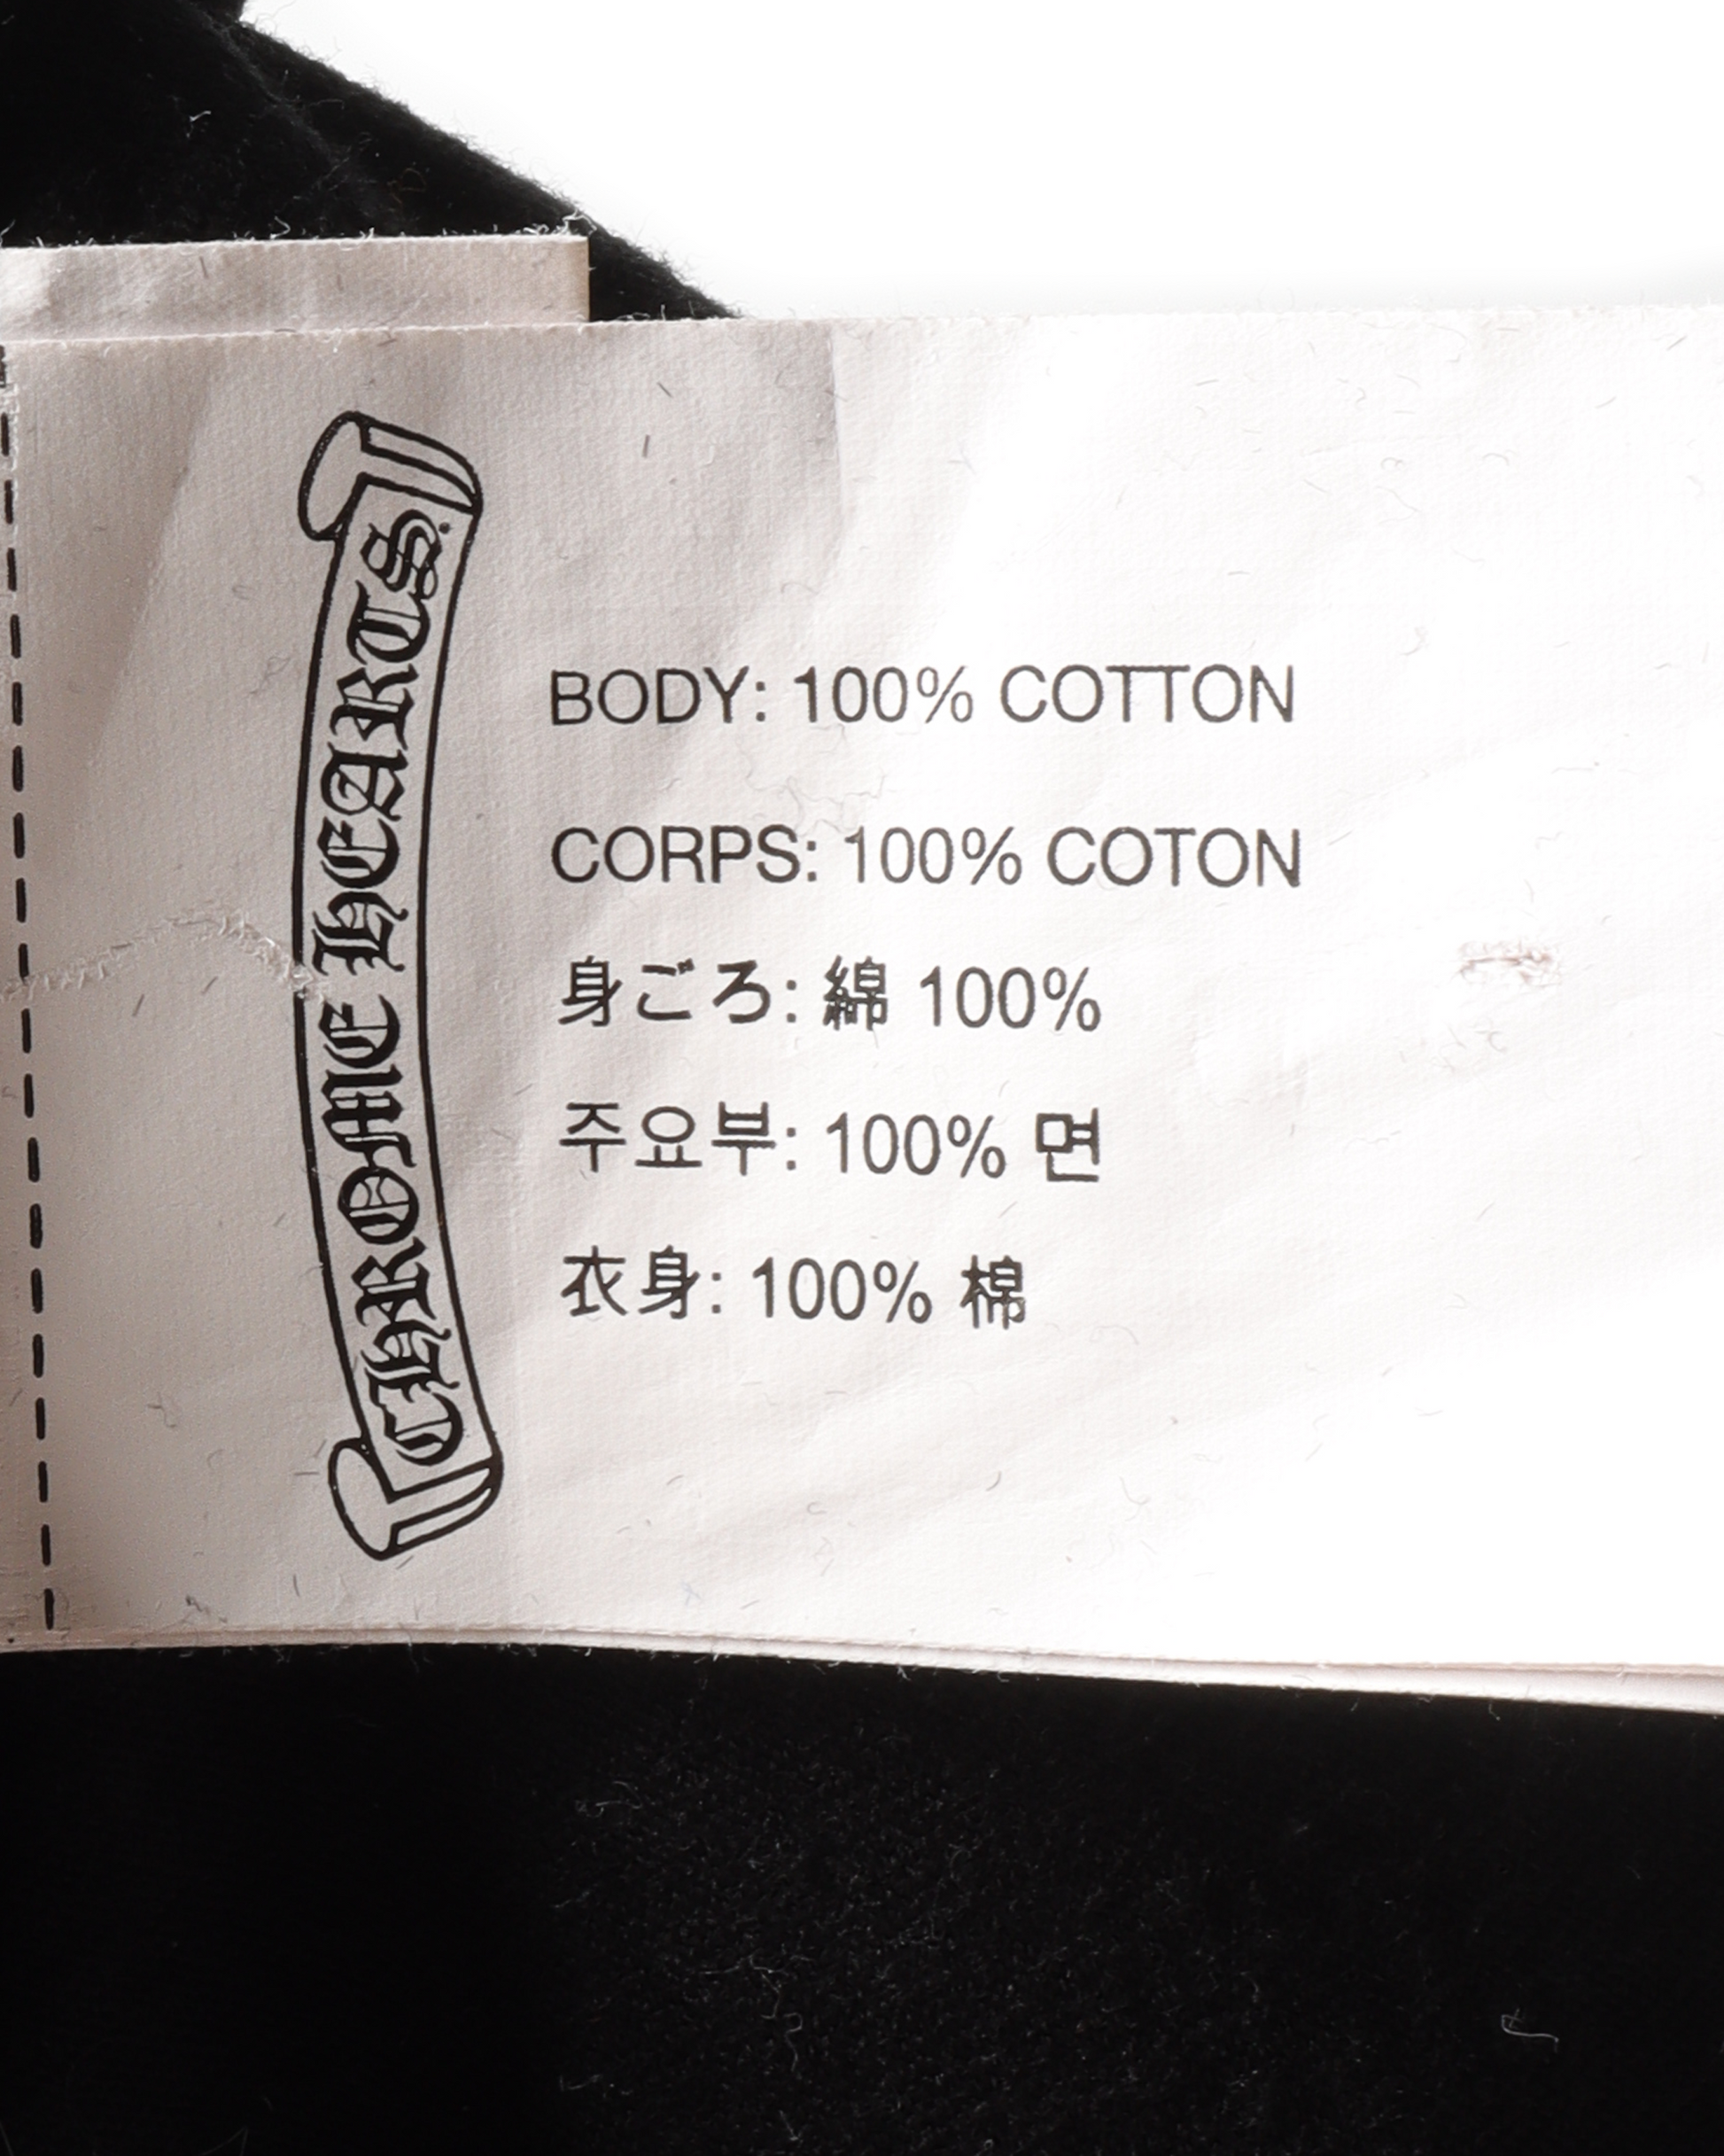 CHROME HEARTS
BODY: 100% COTTON
CORPS: 100% COTON
身ごろ: 綿 100%
주요부: 100% 면
衣身: 100% 棉